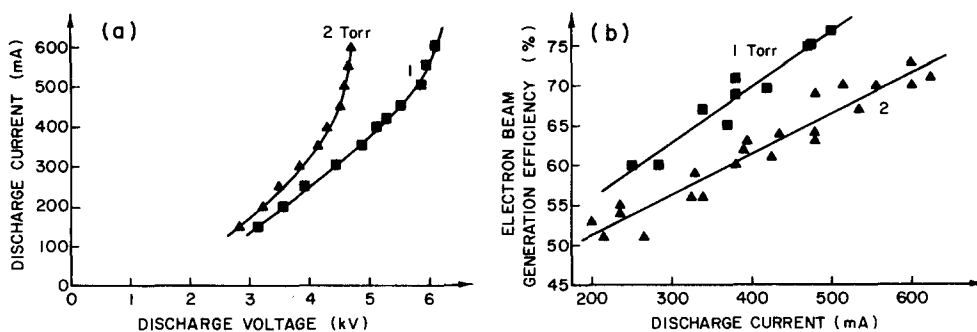 (a)
DISCHARGE CURRENT (mA)
600
500
400
300
200
100
0
0 1 2 3 4 5 6
DISCHARGE VOLTAGE (kV)
2 Torr
1
(b)
ELECTRON BEAM
GENERATION EFFICIENCY (%)
75
70
65
60
55
50
45
200 300 400 500 600
DISCHARGE CURRENT (mA)
1 Torr
2